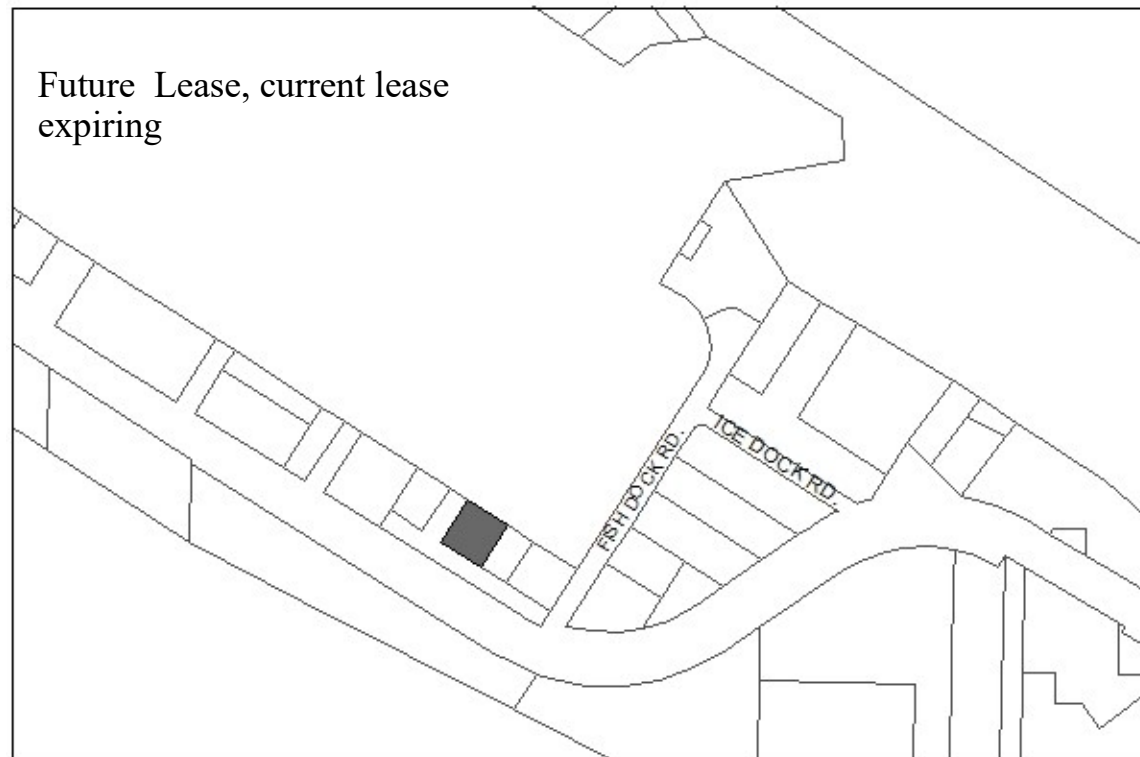 Future Lease, current lease
expiring
ICE DOCK RD.
FISH DOCK RD.